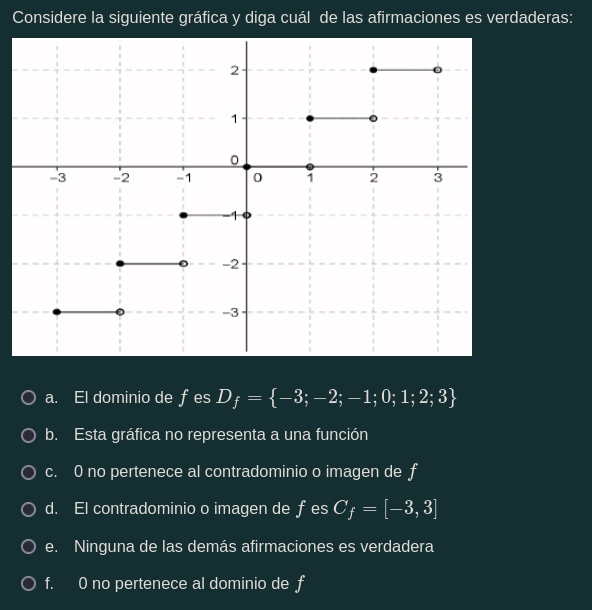 Considere la siguiente gráfica y diga cuál  de las afirmaciones es verdaderas:
2
1
0
-3 -2 -1 0 1 2 3
-1
-2
-3
a. El dominio de f es D_f = {-3; -2; -1; 0; 1; 2; 3}
b. Esta gráfica no representa a una función
c. 0 no pertenece al contradominio o imagen de f
d. El contradominio o imagen de f es C_f = [-3, 3]
e. Ninguna de las demás afirmaciones es verdadera
f. 0 no pertenece al dominio de f